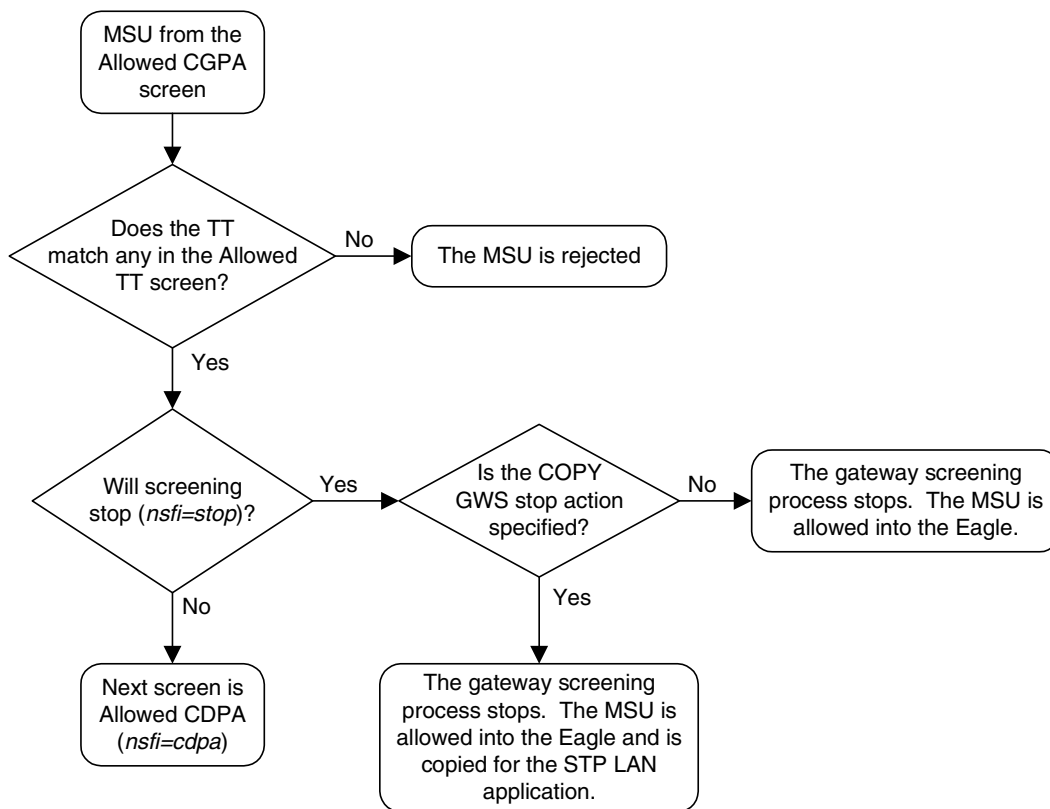 MSU from the
Allowed CGPA
screen
Does the TT
match any in the Allowed
TT screen?
No
The MSU is rejected
Yes
Will screening
stop (nsfi=stop)?
Yes
Is the COPY
GWS stop action
specified?
No
The gateway screening
process stops.  The MSU is
allowed into the Eagle.
No
Next screen is
Allowed CDPA
(nsfi=cdpa)
Yes
The gateway screening
process stops.  The MSU is
allowed into the Eagle and is
copied for the STP LAN
application.